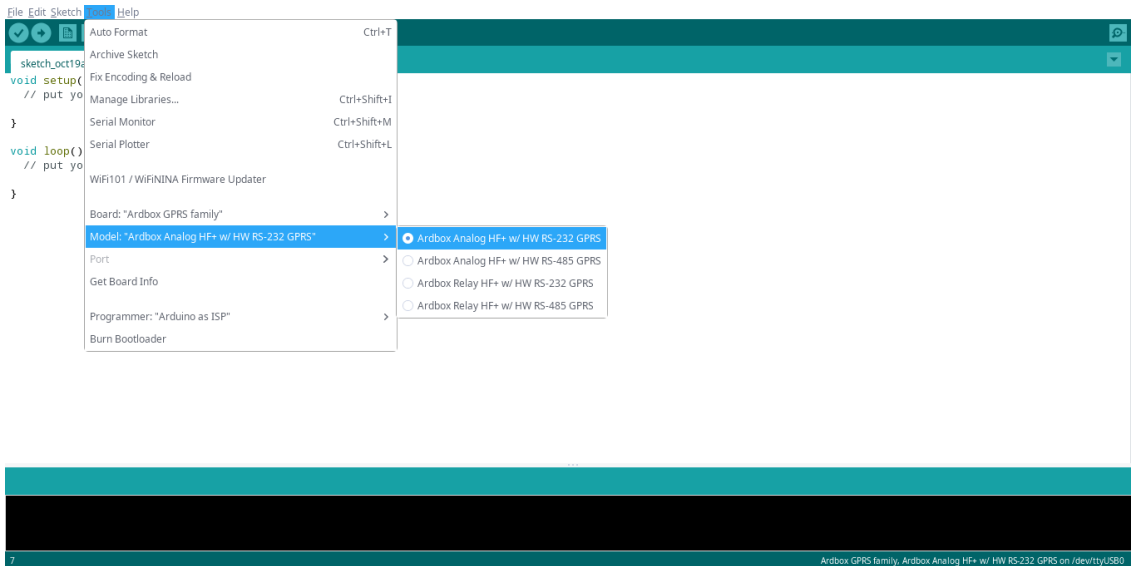 File Edit Sketch Tools Help
sketch_oct19a
void setup(
// put yo
}
void loop()
// put yo
}
Auto Format Ctrl+T
Archive Sketch
Fix Encoding & Reload
Manage Libraries... Ctrl+Shift+I
Serial Monitor Ctrl+Shift+M
Serial Plotter Ctrl+Shift+L
WiFi101 / WiFiNINA Firmware Updater
Board: "Ardbox GPRS family"
Model: "Ardbox Analog HF+ w/ HW RS-232 GPRS"
Port
Get Board Info
Programmer: "Arduino as ISP"
Burn Bootloader
Ardbox Analog HF+ w/ HW RS-232 GPRS
Ardbox Analog HF+ w/ HW RS-485 GPRS
Ardbox Relay HF+ w/ HW RS-232 GPRS
Ardbox Relay HF+ w/ HW RS-485 GPRS
7 Ardbox GPRS family, Ardbox Analog HF+ w/ HW RS-232 GPRS on /dev/ttyUSB0